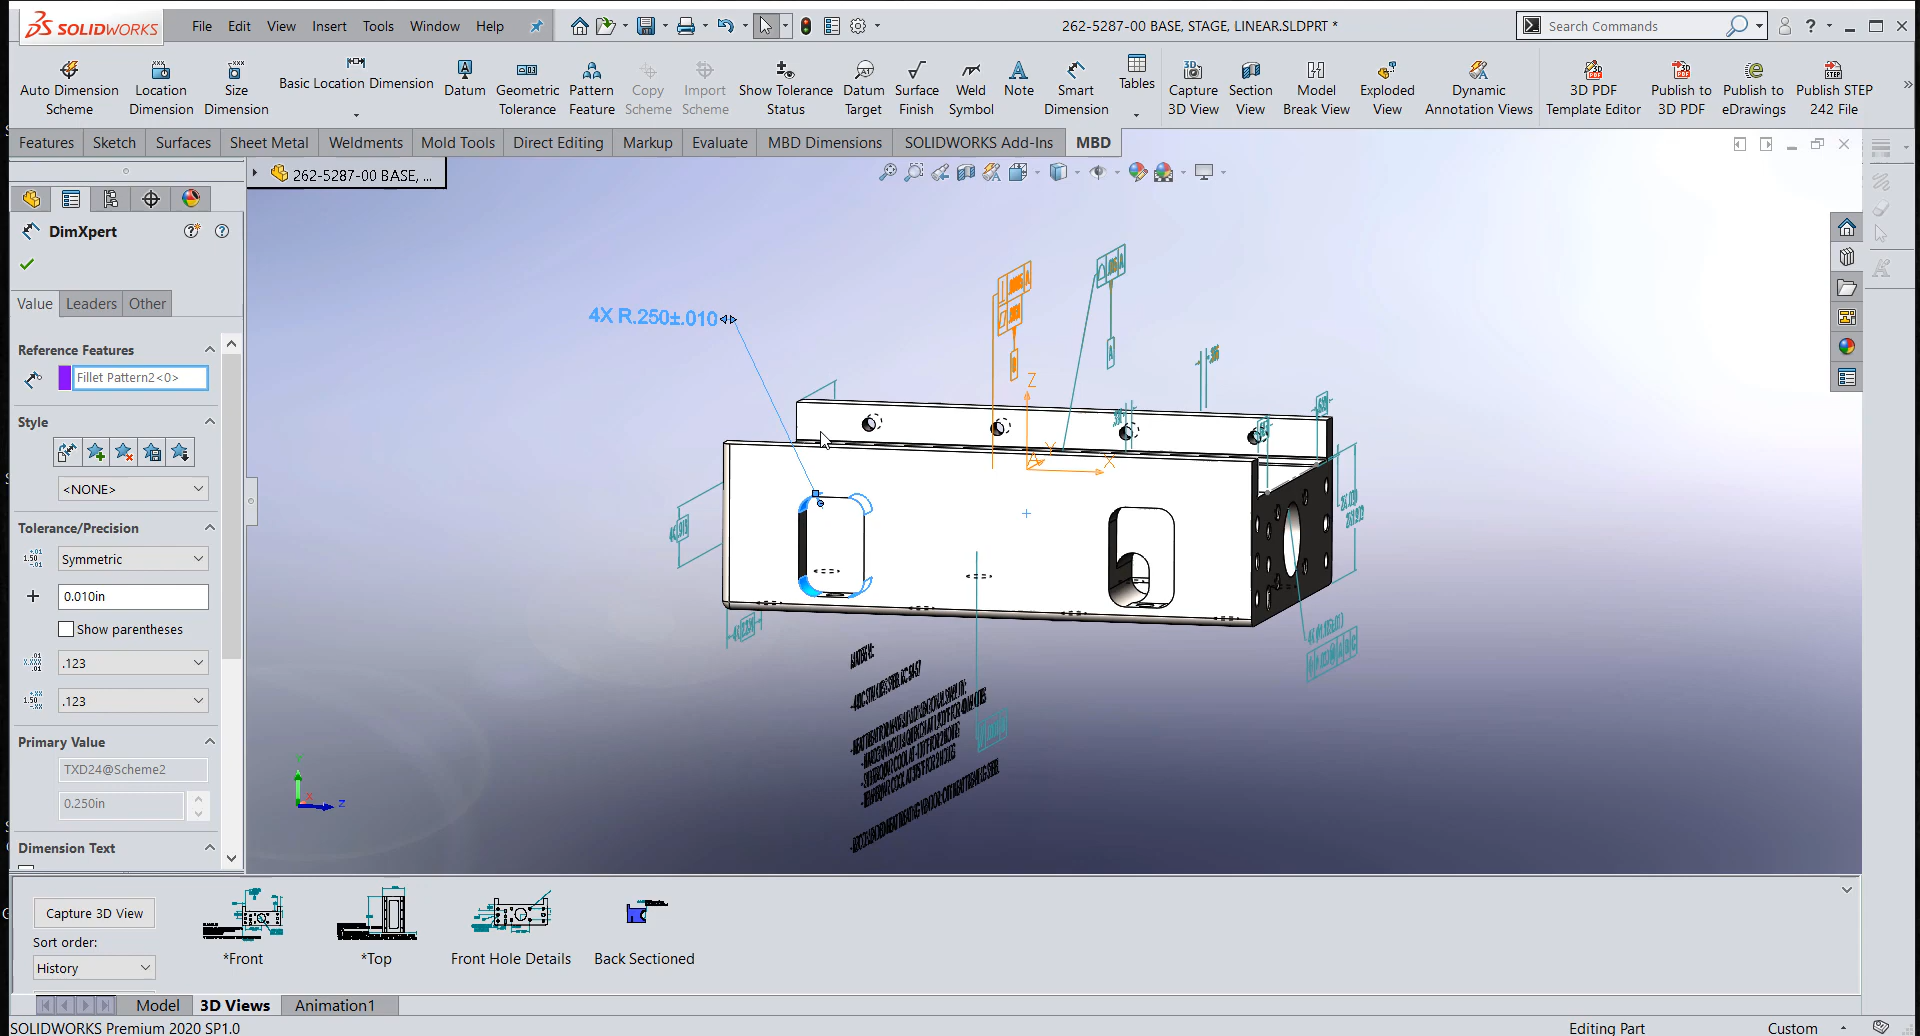 SOLIDWORKS
File Edit View Insert Tools Window Help
262-5287-00 BASE, STAGE, LINEAR.SLDPRT *
Search Commands
Auto Dimension Scheme
Location Dimension
Size Dimension
Basic Location Dimension
Datum
Geometric Tolerance
Pattern Feature
Copy Scheme
Import Scheme
Show Tolerance Status
Datum Target
Surface Finish
Weld Symbol
Note
Smart Dimension
Tables
Capture 3D View
Section View
Model Break View
Exploded View
Dynamic Annotation Views
3D PDF Template Editor
Publish to 3D PDF
Publish to eDrawings
Publish STEP 242 File
Features Sketch Surfaces Sheet Metal Weldments Mold Tools Direct Editing Markup Evaluate MBD Dimensions SOLIDWORKS Add-Ins MBD
262-5287-00 BASE, ...
DimXpert
Value Leaders Other
Reference Features
Fillet Pattern2<0>
Style
<NONE>
Tolerance/Precision
Symmetric
0.010in
Show parentheses
.123
.123
Primary Value
TXD24@Scheme2
0.250in
Dimension Text
4X R.250±.010
A
Z
Y
X
Y
X
Z
Capture 3D View
Sort order:
History
*Front
*Top
Front Hole Details
Back Sectioned
Model 3D Views Animation1
SOLIDWORKS Premium 2020 SP1.0
Editing Part
Custom